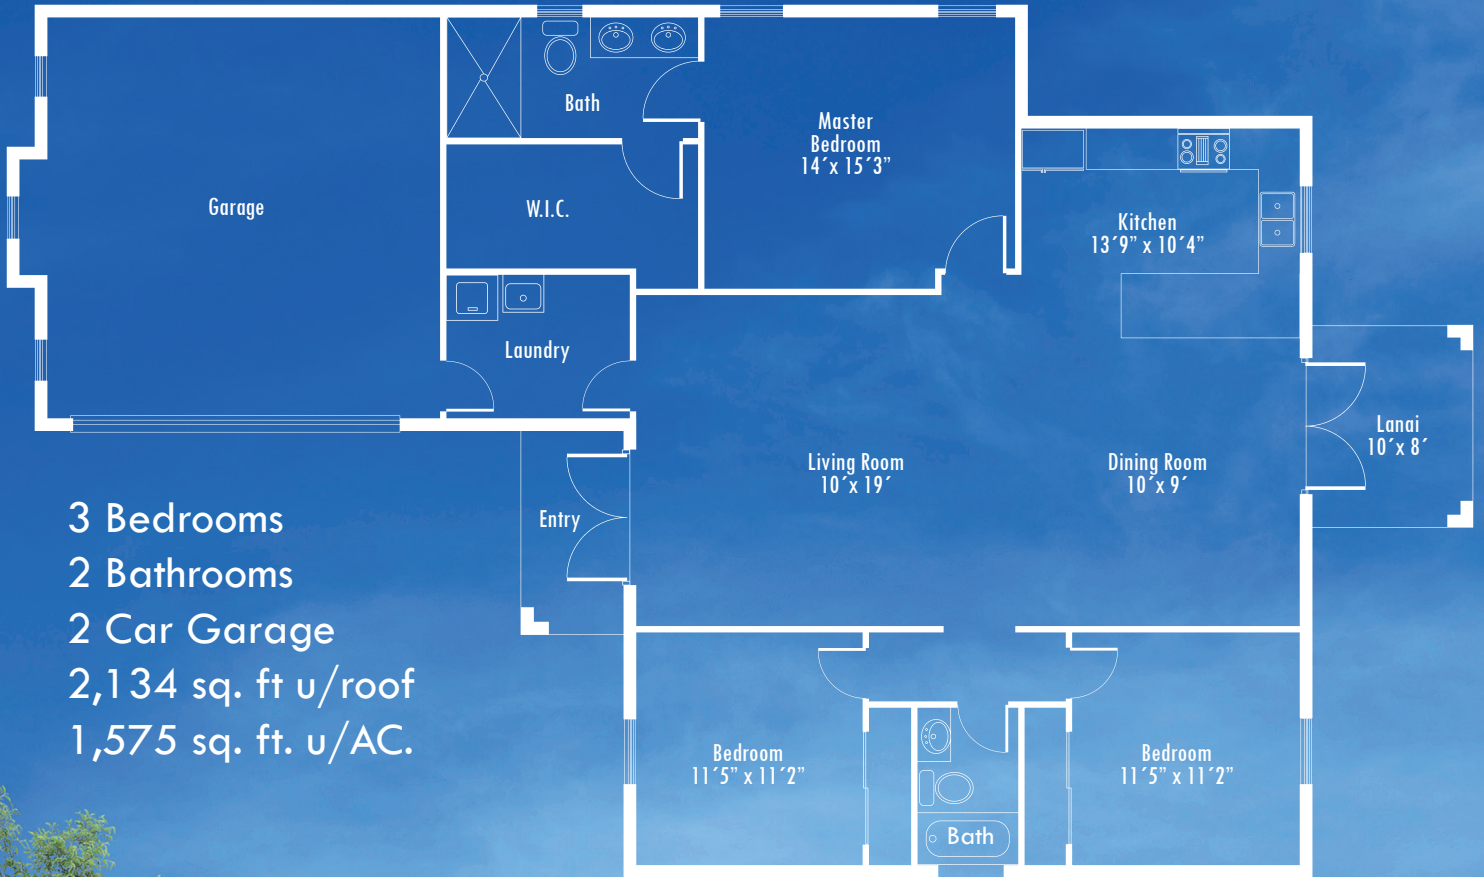 Bath
Master
Bedroom
14´x 15´3”
Garage
W.I.C.
Kitchen
13´9” x 10´4”
Laundry
Lanai
10´x 8´
Living Room
10´x 19´
Dining Room
10´x 9´
Entry
3 Bedrooms
2 Bathrooms
2 Car Garage
2,134 sq. ft u/roof
1,575 sq. ft. u/AC.
Bedroom
11´5” x 11´2”
Bath
Bedroom
11´5” x 11´2”